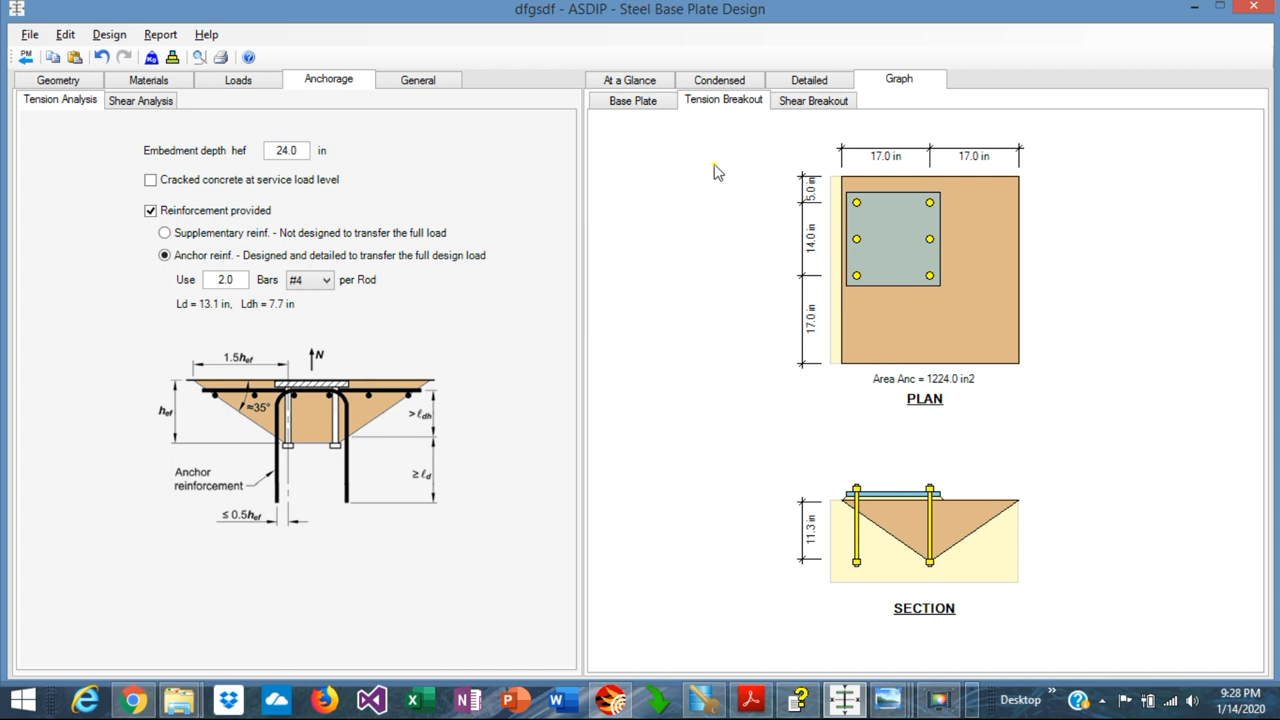 dfgsdf - ASDIP - Steel Base Plate Design
File Edit Design Report Help
PM
Geometry Materials Loads Anchorage General
Tension Analysis Shear Analysis
Embedment depth hef 24.0 in
Cracked concrete at service load level
Reinforcement provided
Supplementary reinf. - Not designed to transfer the full load
Anchor reinf. - Designed and detailed to transfer the full design load
Use 2.0 Bars #4 per Rod
Ld = 13.1 in, Ldh = 7.7 in
1.5hef
N
≈35°
hef
>ℓdh
Anchor
reinforcement
≥ℓd
≤ 0.5hef
At a Glance Condensed Detailed Graph
Base Plate Tension Breakout Shear Breakout
17.0 in 17.0 in
5.0 in
14.0 in
17.0 in
Area Anc = 1224.0 in2
PLAN
11.3 in
SECTION
Desktop
9:28 PM
1/14/2020